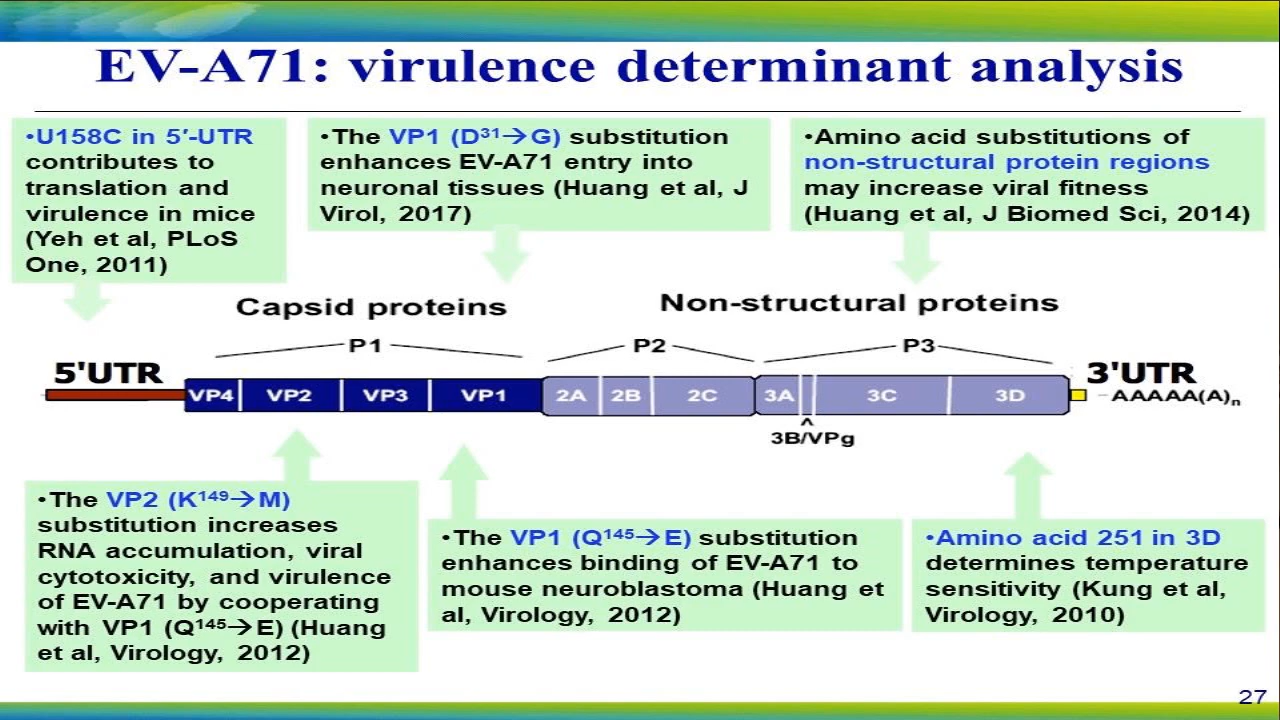 EV-A71: virulence determinant analysis
•U158C in 5′-UTR
contributes to
translation and
virulence in mice
(Yeh et al, PLoS
One, 2011)
•The VP1 (D³¹→G) substitution
enhances EV-A71 entry into
neuronal tissues (Huang et al, J
Virol, 2017)
•Amino acid substitutions of
non-structural protein regions
may increase viral fitness
(Huang et al, J Biomed Sci, 2014)
Capsid proteins
Non-structural proteins
P1
P2
P3
5'UTR
VP4 VP2 VP3 VP1 2A 2B 2C 3A 3C 3D
3'UTR
AAAAA(A)ₙ
^
3B/VPg
•The VP2 (K¹⁴⁹→M)
substitution increases
RNA accumulation, viral
cytotoxicity, and virulence
of EV-A71 by cooperating
with VP1 (Q¹⁴⁵→E) (Huang
et al, Virology, 2012)
•The VP1 (Q¹⁴⁵→E) substitution
enhances binding of EV-A71 to
mouse neuroblastoma (Huang et
al, Virology, 2012)
•Amino acid 251 in 3D
determines temperature
sensitivity (Kung et al,
Virology, 2010)
27